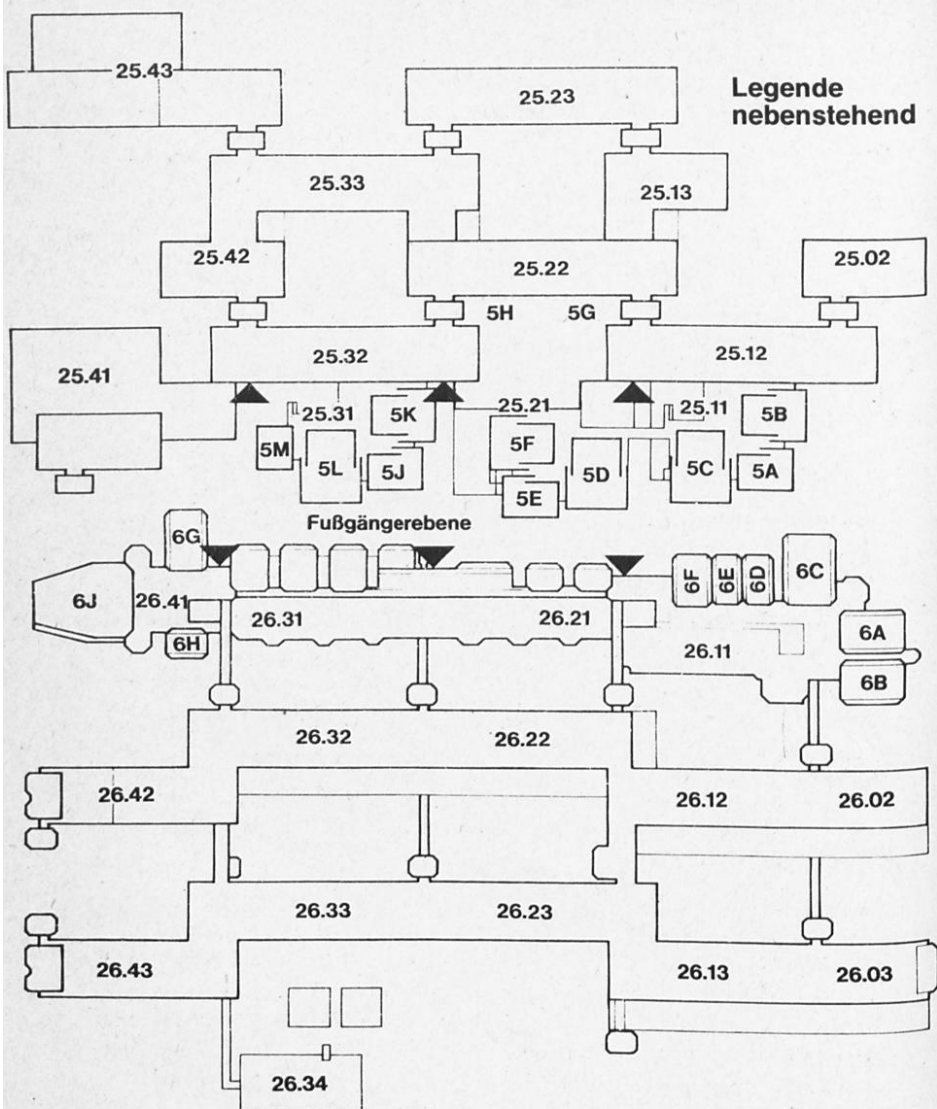 25.43
25.23
Legende
nebenstehend
25.33
25.13
25.42
25.22
25.02
5H
5G
25.32
25.12
25.41
25.31
5K
25.21
25.11
5B
5M
5L
5J
5F
5D
5C
5A
5E
Fußgängerebene
6G
6J
26.41
6H
26.31
26.21
6F
6E
6D
6C
6A
26.11
6B
26.32
26.22
26.42
26.12
26.02
26.33
26.23
26.43
26.13
26.03
26.34